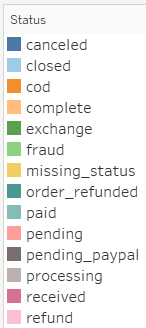 Status
canceled
closed
cod
complete
exchange
fraud
missing_status
order_refunded
paid
pending
pending_paypal
processing
received
refund